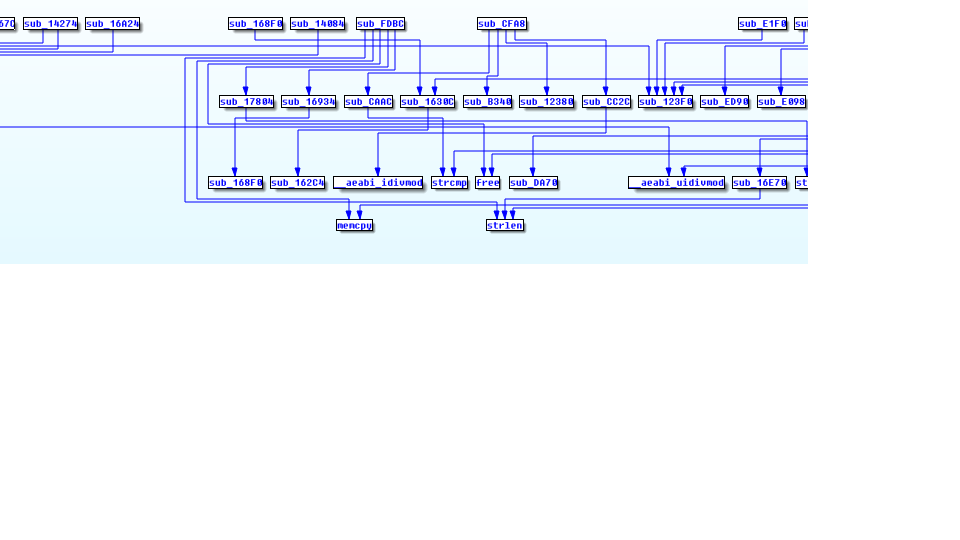 67C sub_14274 sub_16A24 sub_168F0 sub_14084 sub_FDBC sub_CFA8 sub_E1F0 sub
sub_17804 sub_16934 sub_CAAC sub_1630C sub_B340 sub_12380 sub_CC2C sub_123F0 sub_ED90 sub_E098
sub_168F0 sub_162C4 __aeabi_idivmod strcmp free sub_DA70 __aeabi_uidivmod sub_16E70 st
memcpy strlen